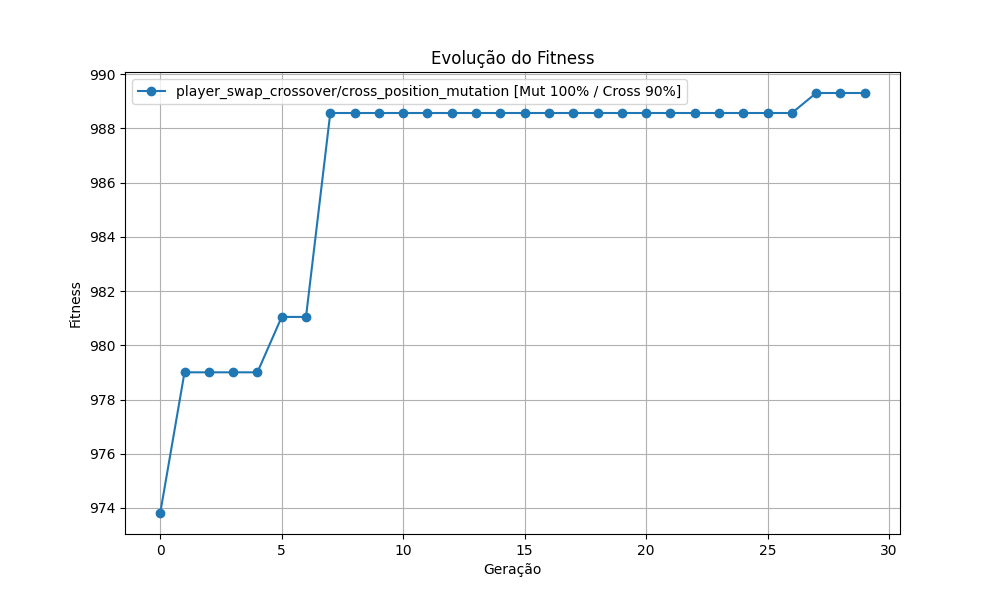 Evolução do Fitness
player_swap_crossover/cross_position_mutation [Mut 100% / Cross 90%]
Fitness
990
988
986
984
982
980
978
976
974
0 5 10 15 20 25 30
Geração